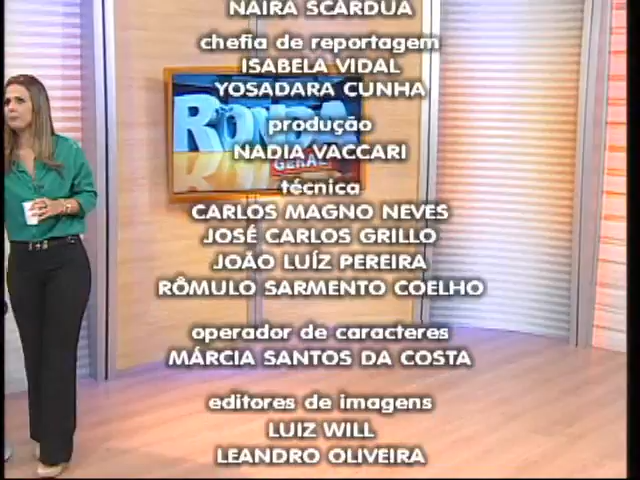 NAIRA SCARDUA
chefia de reportagem
ISABELA VIDAL
YOSADARA CUNHA
RONDA
GERAL
produção
NADIA VACCARI
técnica
CARLOS MAGNO NEVES
JOSÉ CARLOS GRILLO
JOÃO LUÍZ PEREIRA
RÔMULO SARMENTO COELHO
operador de caracteres
MÁRCIA SANTOS DA COSTA
editores de imagens
LUIZ WILL
LEANDRO OLIVEIRA